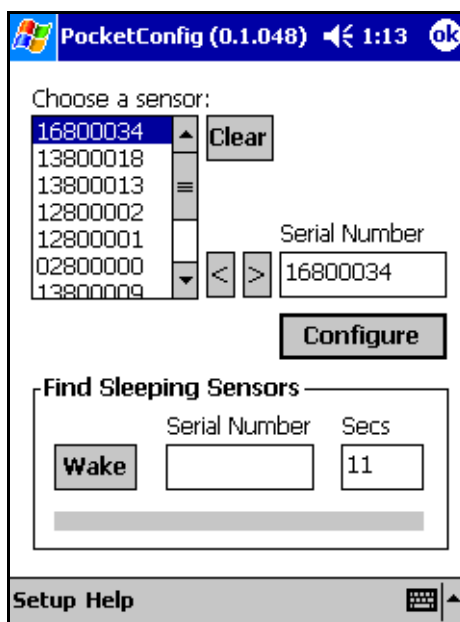 PocketConfig (0.1.048) 1:13 ok
Choose a sensor:
16800034
Clear
13800018
13800013
12800002
12800001
Serial Number
02800000
< > 16800034
13800009
Configure
Find Sleeping Sensors
Serial Number Secs
Wake 11
Setup Help